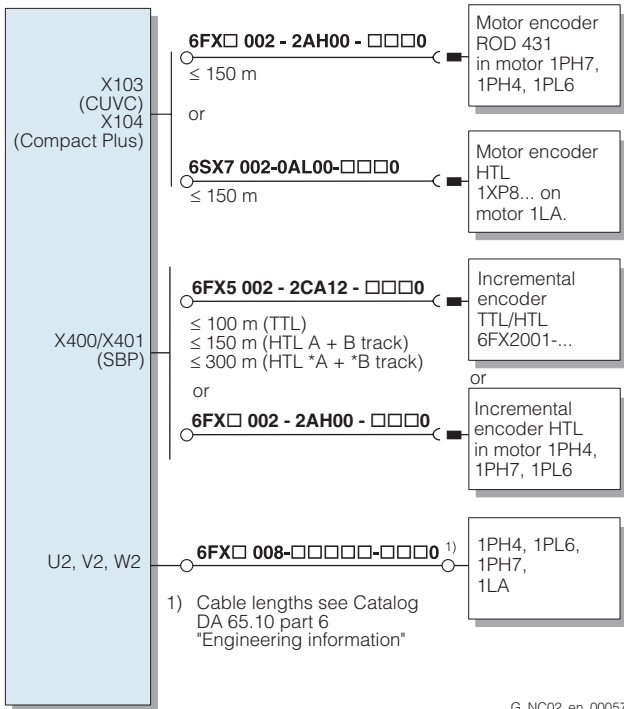 6FX□ 002 - 2AH00 - □□□0
≤ 150 m
Motor encoder
ROD 431
in motor 1PH7,
1PH4, 1PL6
X103
(CUVC)
X104
(Compact Plus)
or
6SX7 002-0AL00-□□□0
≤ 150 m
Motor encoder
HTL
1XP8... on
motor 1LA.
6FX5 002 - 2CA12 - □□□0
≤ 100 m (TTL)
≤ 150 m (HTL A + B track)
≤ 300 m (HTL *A + *B track)
Incremental
encoder
TTL/HTL
6FX2001-...
X400/X401
(SBP)
or
or
6FX□ 002 - 2AH00 - □□□0
Incremental
encoder HTL
in motor 1PH4,
1PH7, 1PL6
U2, V2, W2
6FX□ 008-□□□□□-□□□0 1)
1PH4, 1PL6,
1PH7,
1LA
1) Cable lengths see Catalog
DA 65.10 part 6
"Engineering information"
G_NC02_en_00057